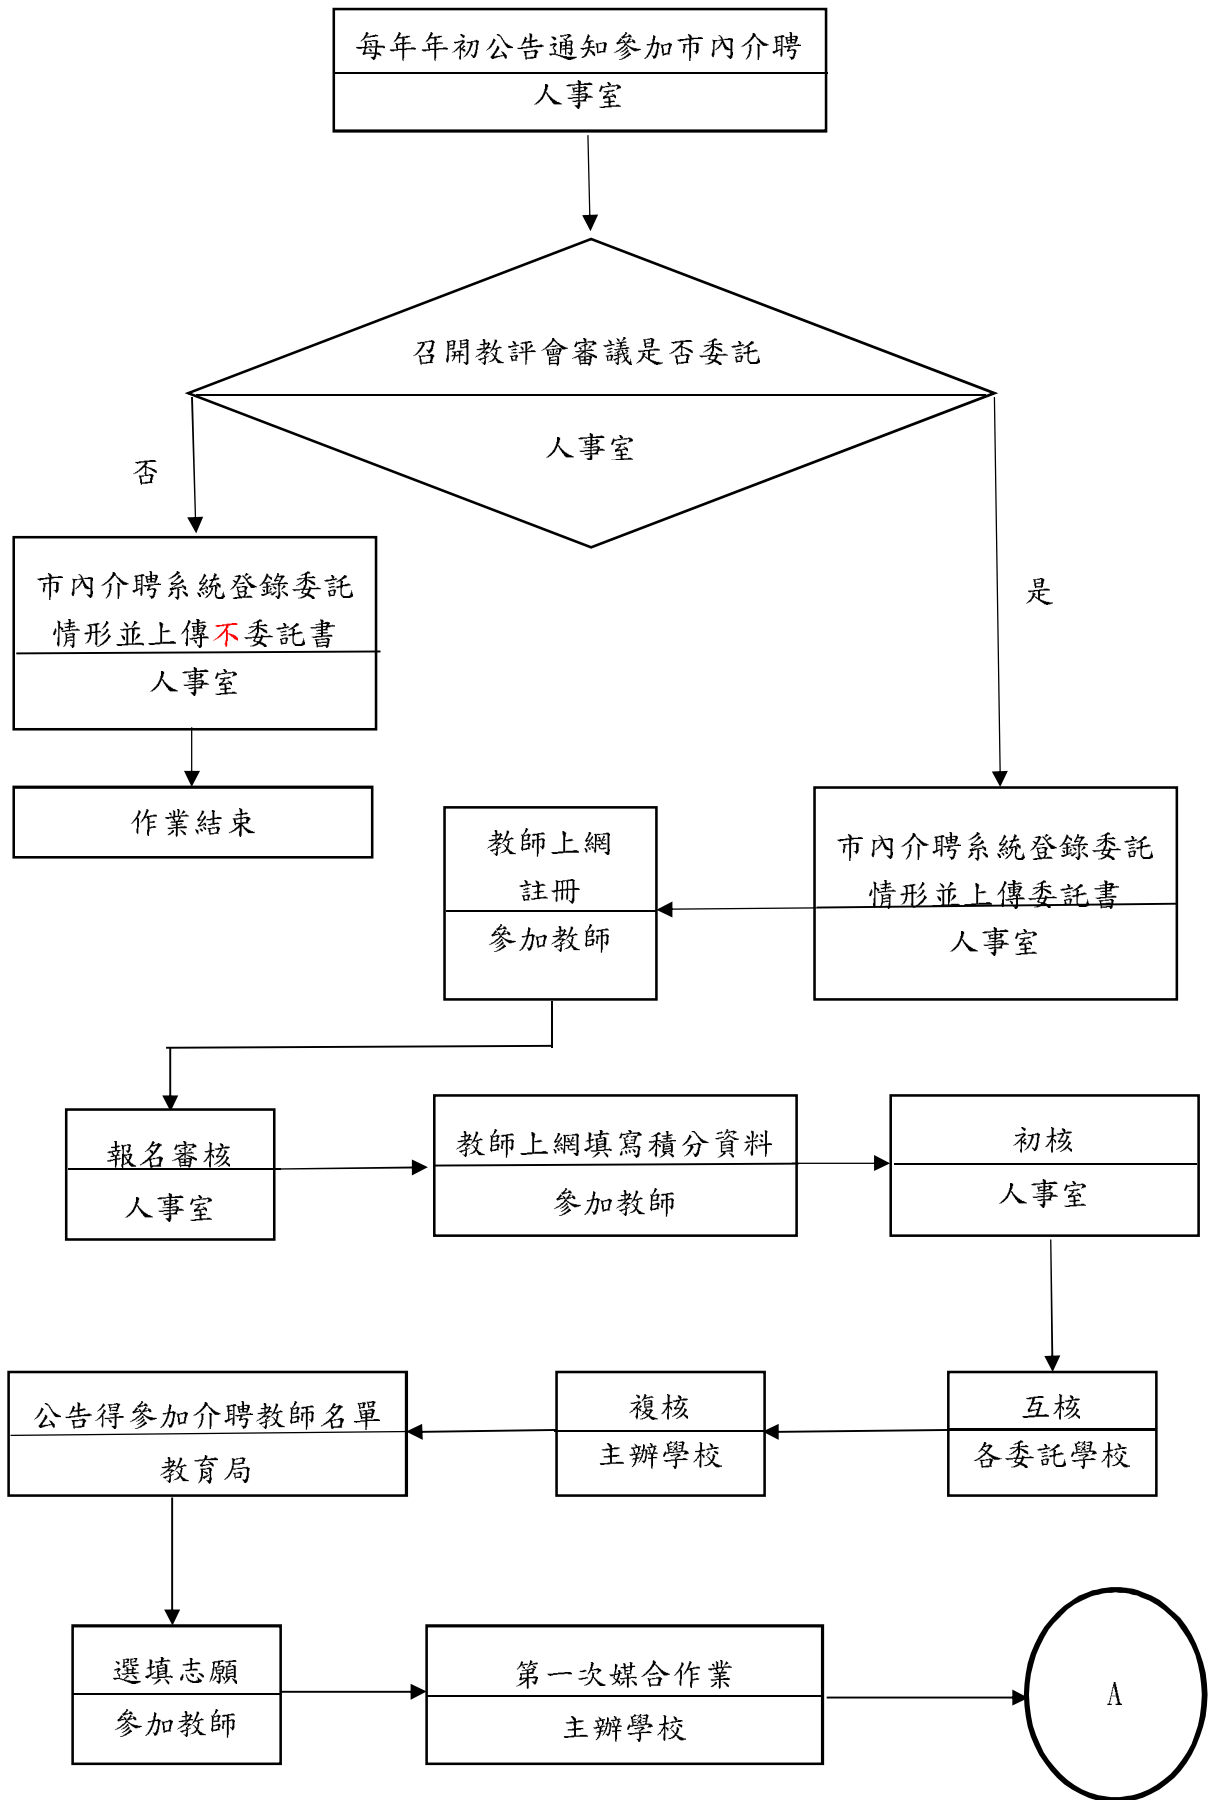 每年年初公告通知參加市內介聘
人事室
召開教評會審議是否委託
人事室
否
是
市內介聘系統登錄委託
情形並上傳不委託書
人事室
作業結束
市內介聘系統登錄委託
情形並上傳委託書
人事室
教師上網
註冊
參加教師
報名審核
人事室
教師上網填寫積分資料
參加教師
初核
人事室
互核
各委託學校
複核
主辦學校
公告得參加介聘教師名單
教育局
選填志願
參加教師
第一次媒合作業
主辦學校
A